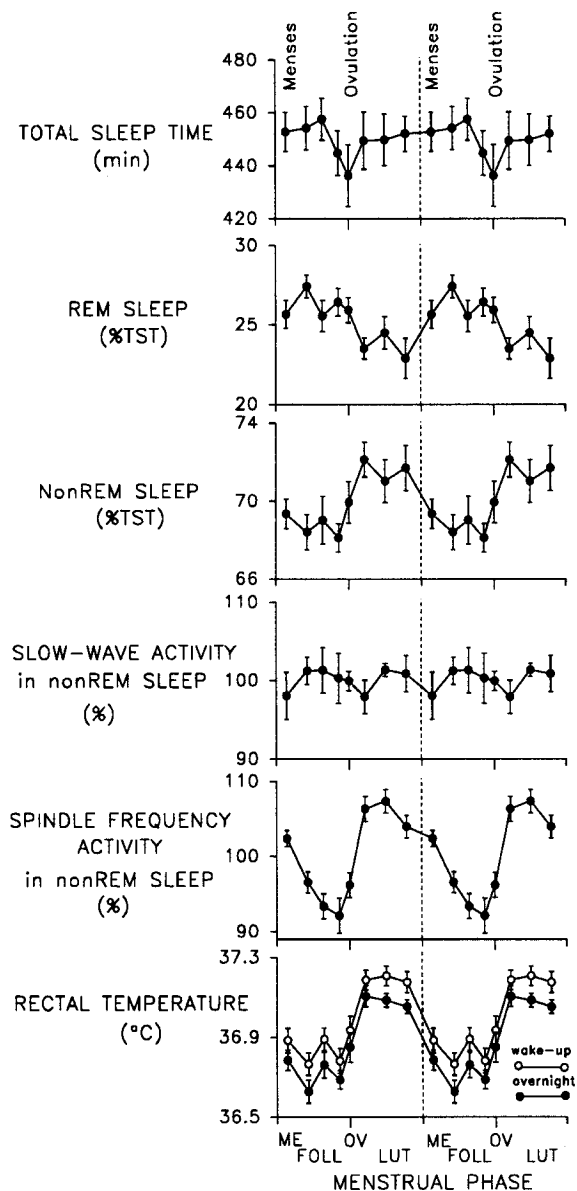 Menses
Ovulation
Menses
Ovulation
480
TOTAL SLEEP TIME
460
(min)
440
420
30
REM SLEEP
(%TST)
25
20
74
NonREM SLEEP
70
(%TST)
66
110
SLOW-WAVE ACTIVITY
in nonREM SLEEP
100
(%)
90
110
SPINDLE FREQUENCY
ACTIVITY
100
in nonREM SLEEP
(%)
90
37.3
RECTAL TEMPERATURE
(°C)
36.9
wake-up
overnight
36.5
ME OV ME OV
FOLL LUT FOLL LUT
MENSTRUAL PHASE